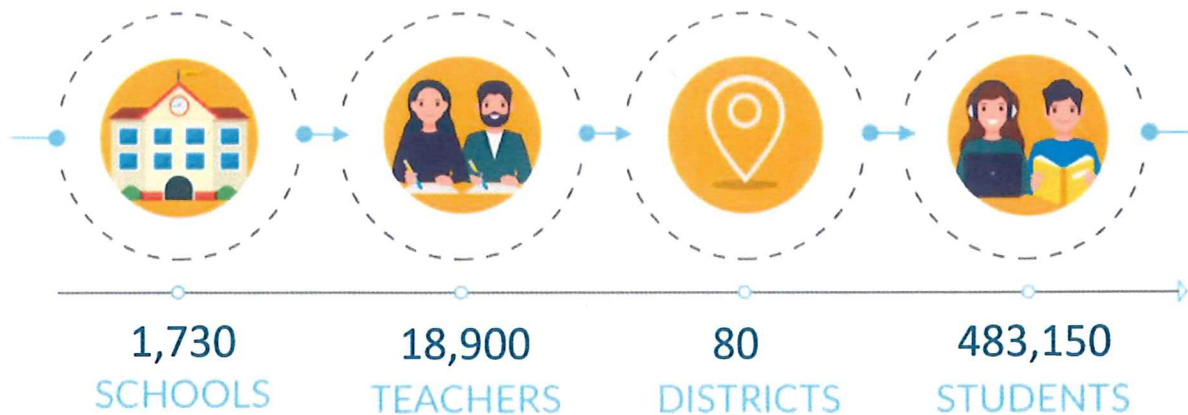 1,730
SCHOOLS
18,900
TEACHERS
80
DISTRICTS
483,150
STUDENTS